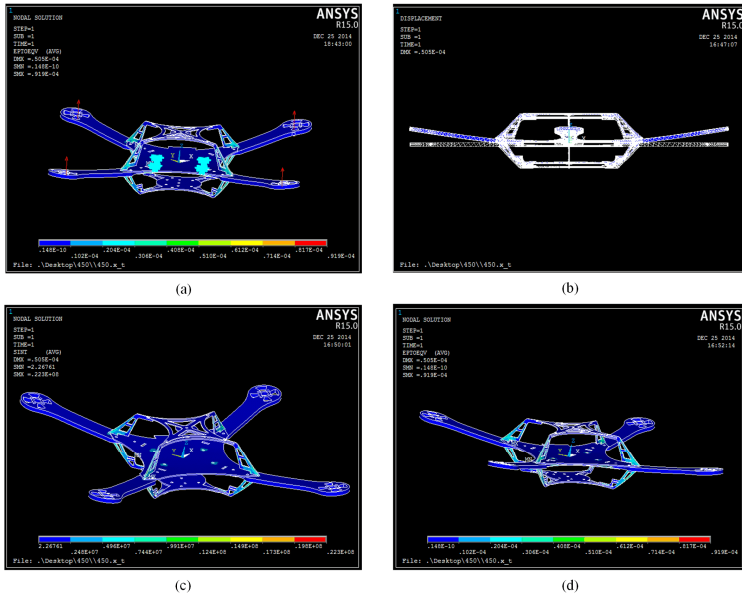 1
NODAL SOLUTION
STEP=1
SUB =1
TIME=1
EPTOEQV (AVG)
DMX =.505E-04
SMN =.148E-10
SMX =.919E-04
ANSYS
R15.0
DEC 25 2014
18:43:00
Y X
.148E-10 .204E-04 .408E-04 .612E-04 .817E-04
.102E-04 .306E-04 .510E-04 .714E-04 .919E-04
File: .\Desktop\450\\450.x_t
(a)
1
DISPLACEMENT
STEP=1
SUB =1
TIME=1
DMX =.505E-04
ANSYS
R15.0
DEC 25 2014
16:47:07
File: .\Desktop\450\\450.x_t
(b)
1
NODAL SOLUTION
STEP=1
SUB =1
TIME=1
SINT (AVG)
DMX =.505E-04
SMN =2.26761
SMX =.223E+08
ANSYS
R15.0
DEC 25 2014
16:50:01
MX
Y X
2.26761 .496E+07 .991E+07 .149E+08 .198E+08
.248E+07 .744E+07 .124E+08 .173E+08 .223E+08
File: .\Desktop\450\\450.x_t
(c)
1
NODAL SOLUTION
STEP=1
SUB =1
TIME=1
EPTOEQV (AVG)
DMX =.505E-04
SMN =.148E-10
SMX =.919E-04
ANSYS
R15.0
DEC 25 2014
16:52:14
MX
X
.148E-10 .204E-04 .408E-04 .612E-04 .817E-04
.102E-04 .306E-04 .510E-04 .714E-04 .919E-04
File: .\Desktop\450\\450.x_t
(d)